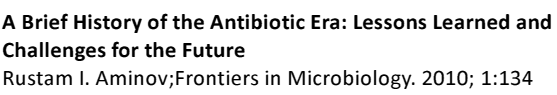 A Brief History of the Antibiotic Era: Lessons Learned and
Challenges for the Future
Rustam I. Aminov;Frontiers in Microbiology. 2010; 1:134